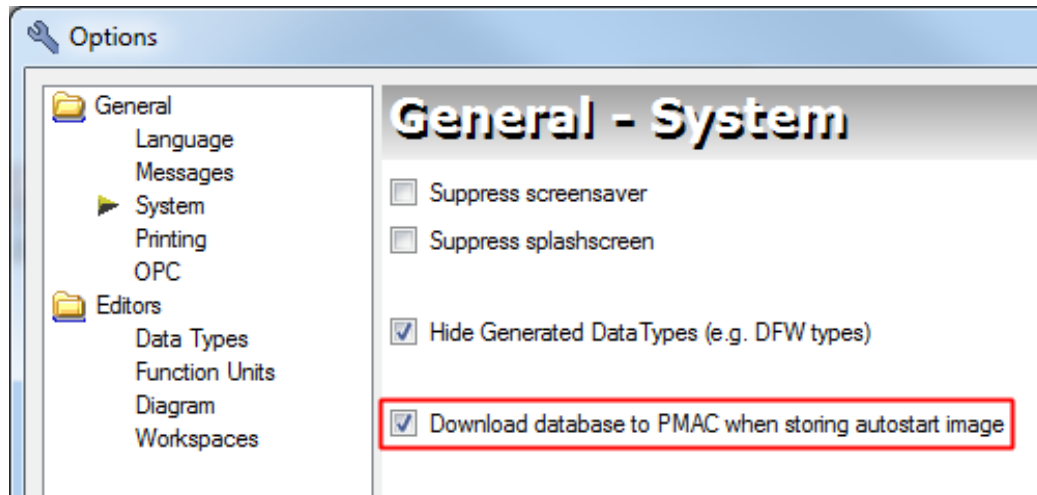 Options
General
Language
Messages
System
Printing
OPC
Editors
Data Types
Function Units
Diagram
Workspaces
General - System
Suppress screensaver
Suppress splashscreen
Hide Generated DataTypes (e.g. DFW types)
Download database to PMAC when storing autostart image